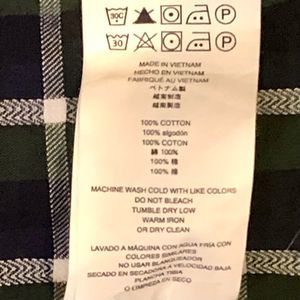 30C P
30 P
MADE IN VIETNAM
HECHO EN VIETNAM
FABRIQUÉ AU VIETNAM
ベトナム製
越南制造
越南製造
100% COTTON
100% algodón
100% COTON
綿 100%
100% 棉
100% 棉
MACHINE WASH COLD WITH LIKE COLORS
DO NOT BLEACH
TUMBLE DRY LOW
WARM IRON
OR DRY CLEAN
LAVADO A MÁQUINA CON AGUA FRÍA CON
COLORES SIMILARES
NO USAR BLANQUEADOR
SECADO EN SECADORA A VELOCIDAD BAJA
PLANCHA TIBIA
O LIMPIEZA EN SECO